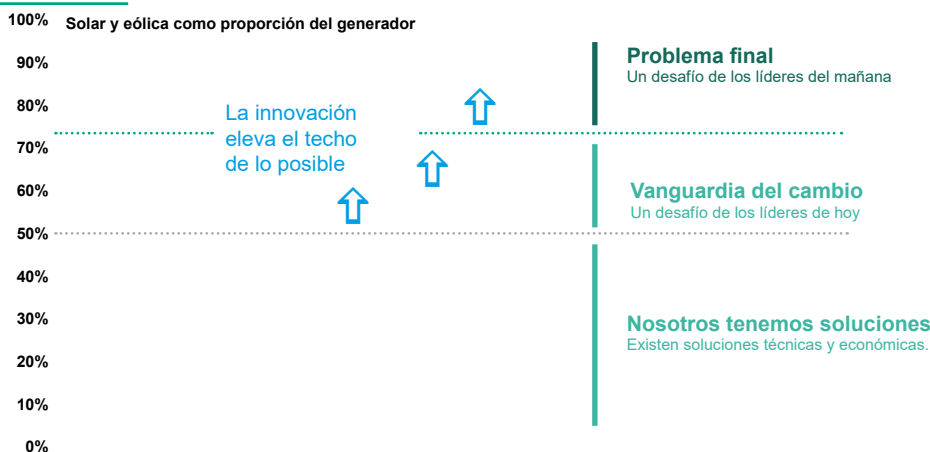 100%
Solar y eólica como proporción del generador
90%
Problema final
Un desafío de los líderes del mañana
80%
La innovación
eleva el techo
de lo posible
70%
60%
Vanguardia del cambio
Un desafío de los líderes de hoy
50%
40%
30%
Nosotros tenemos soluciones
Existen soluciones técnicas y económicas.
20%
10%
0%